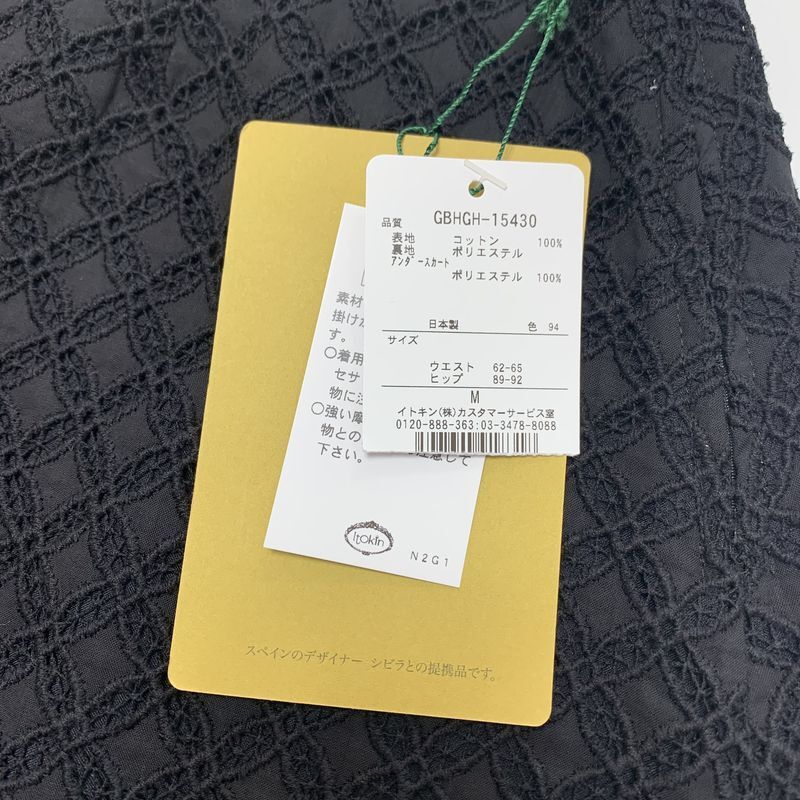 品質 GBHGH-15430
表地 コットン 100%
裏地 ポリエステル
アンダースカート
ポリエステル 100%
日本製 色 94
サイズ
ウエスト 62-65
ヒップ 89-92
M
イトキン(株)カスタマーサービス室
0120-888-363:03-3478-8088
素材
掛けか
す。
○着用
セサ
物に注
○強い摩
物との
注意して
下さい。
Itokin
N2G1
スペインのデザイナー シビラとの提携品です。